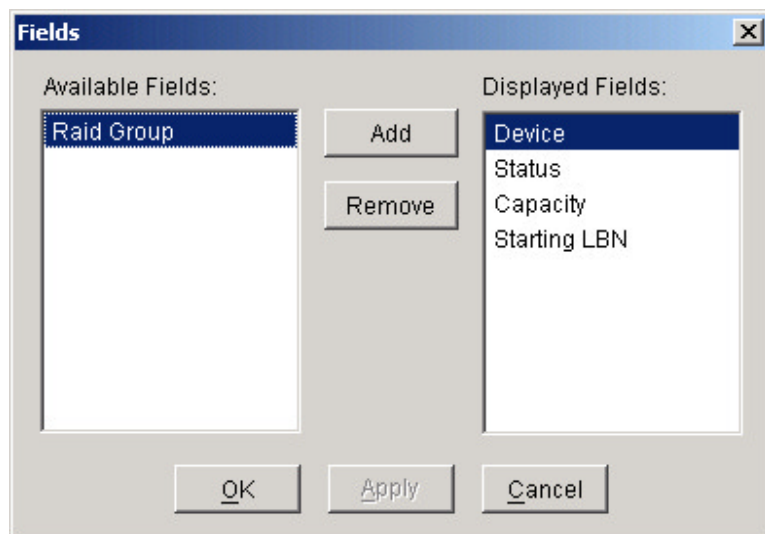 Fields
Available Fields:
Raid Group
Add
Remove
Displayed Fields:
Device
Status
Capacity
Starting LBN
OK
Apply
Cancel